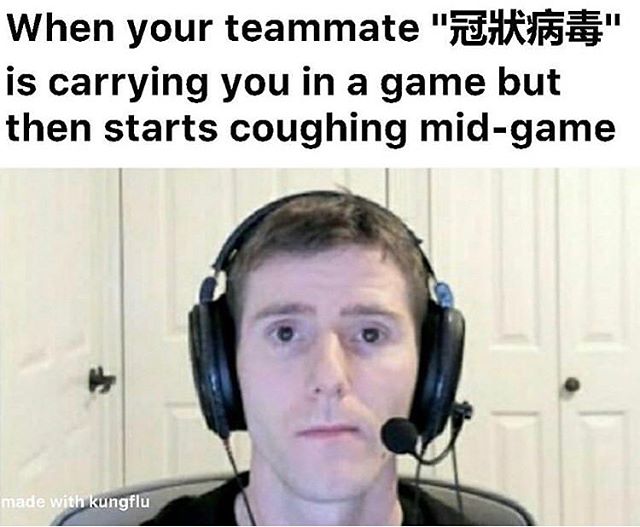 When your teammate "冠狀病毒"
is carrying you in a game but
then starts coughing mid-game
made with kungflu